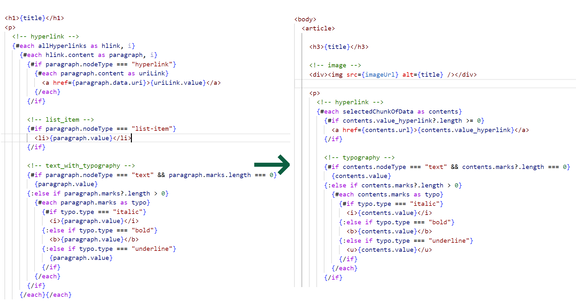 <h1>{title}</h1>
<p>
<!-- hyperlink -->
{#each allHyperlinks as hlink, i}
{#each hlink.content as paragraph, i}
{#if paragraph.nodeType === "hyperlink"}
{#each paragraph.content as uriLink}
<a href={paragraph.data.uri}>{uriLink.value}</a>
{/each}
{/if}
<!-- list_item -->
{#if paragraph.nodeType === "list-item"}
<li>{paragraph.value}</li>
{/if}
<!-- text_with_typography -->
{#if paragraph.nodeType === "text" && paragraph.marks.length === 0}
{paragraph.value}
{:else if paragraph.marks?.length > 0}
{#each paragraph.marks as typo}
{#if typo.type === "italic"}
<i>{paragraph.value}</i>
{:else if typo.type === "bold"}
<b>{paragraph.value}</b>
{:else if typo.type === "underline"}
{paragraph.value}
{/if}
{/each}
{/if}
{/each}{/each}
<body>
<article>
<h3>{title}</h3>
<!-- image -->
<div><img src={imageUrl} alt={title} /></div>
<p>
<!-- hyperlink -->
{#each selectedChunkOfData as contents}
{#if contents.value_hyperlink?.length >= 0}
<a href={contents.url}>{contents.value_hyperlink}</a>
{/if}
<!-- typography -->
{#if contents.nodeType === "text" && contents.marks?.length === 0}
{contents.value}
{:else if contents.marks?.length > 0}
{#each contents.marks as typo}
{#if typo.type === "italic"}
<i>{contents.value}</i>
{:else if typo.type === "bold"}
<b>{contents.value}</b>
{:else if typo.type === "underline"}
<u>{contents.value}</u>
{/if}
{/each}
{/if}